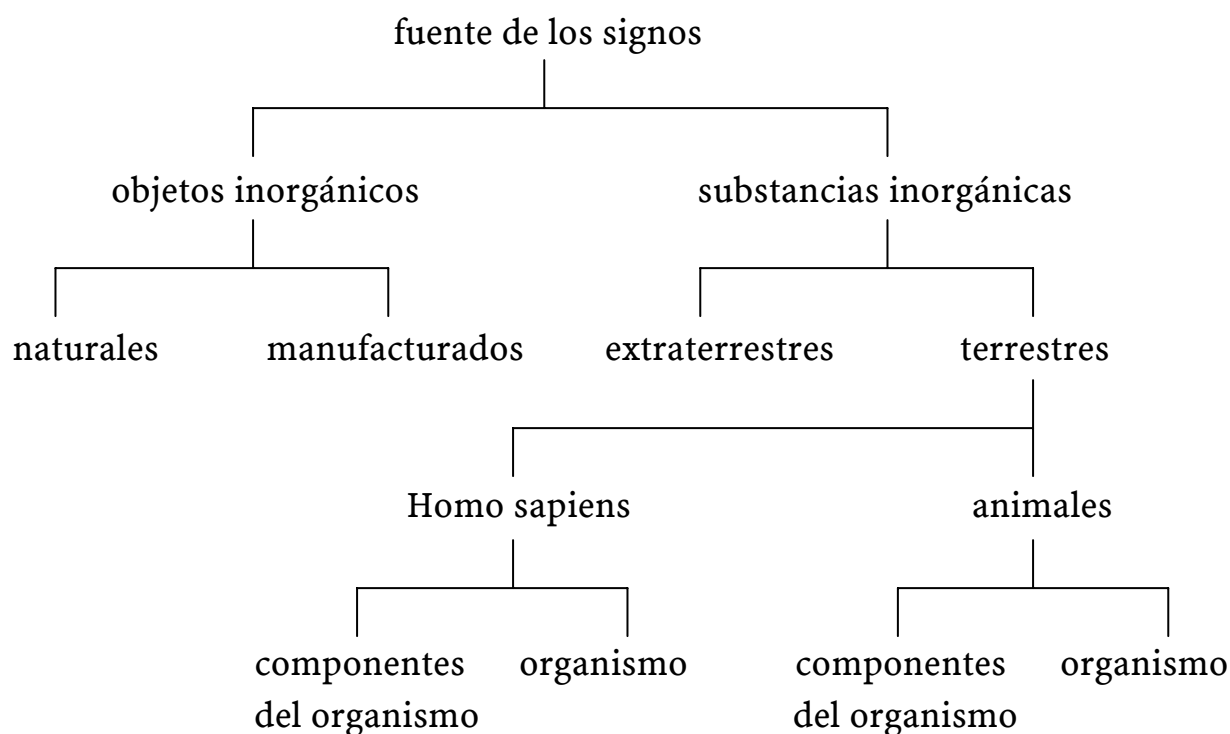 fuente de los signos
objetos inorgánicos substancias inorgánicas
naturales manufacturados extraterrestres terrestres
Homo sapiens animales
componentes organismo componentes organismo
del organismo del organismo